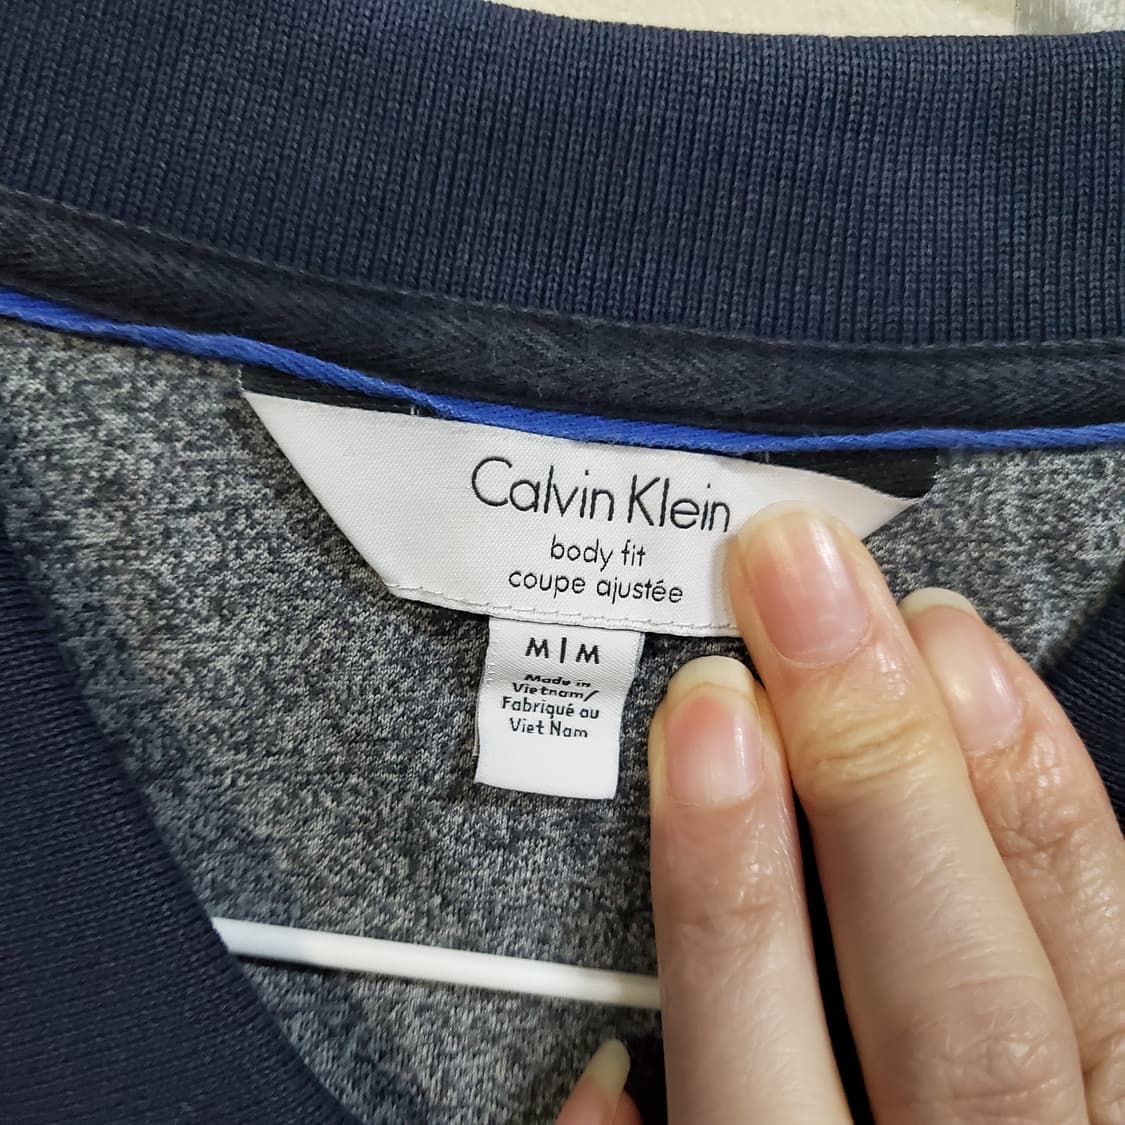 Calvin Klein
body fit
coupe ajustée
M | M
Made in
Vietnam/
Fabriqué au
Viet Nam